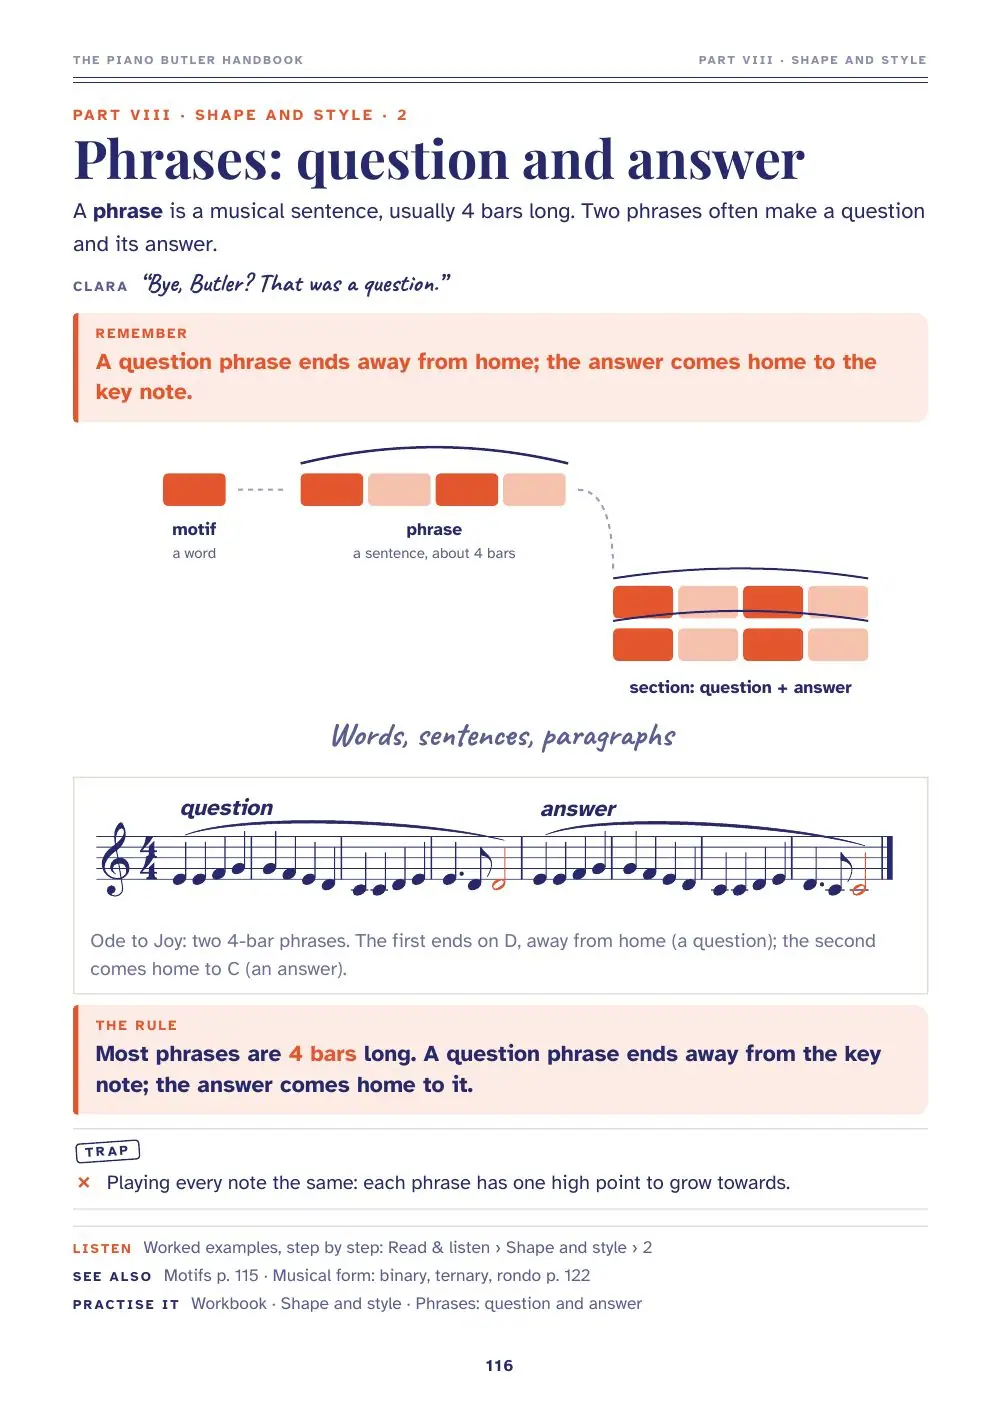 THE PIANO BUTLER HANDBOOK
PART VIII · SHAPE AND STYLE
PART VIII · SHAPE AND STYLE · 2
Phrases: question and answer
A phrase is a musical sentence, usually 4 bars long. Two phrases often make a question
and its answer.
CLARA “Bye, Butler? That was a question.”
REMEMBER
A question phrase ends away from home; the answer comes home to the
key note.
motif
a word
phrase
a sentence, about 4 bars
section: question + answer
Words, sentences, paragraphs
question
answer
4
4
Ode to Joy: two 4-bar phrases. The first ends on D, away from home (a question); the second
comes home to C (an answer).
THE RULE
Most phrases are 4 bars long. A question phrase ends away from the key
note; the answer comes home to it.
TRAP
× Playing every note the same: each phrase has one high point to grow towards.
LISTEN Worked examples, step by step: Read & listen › Shape and style › 2
SEE ALSO Motifs p. 115 · Musical form: binary, ternary, rondo p. 122
PRACTISE IT Workbook · Shape and style · Phrases: question and answer
116